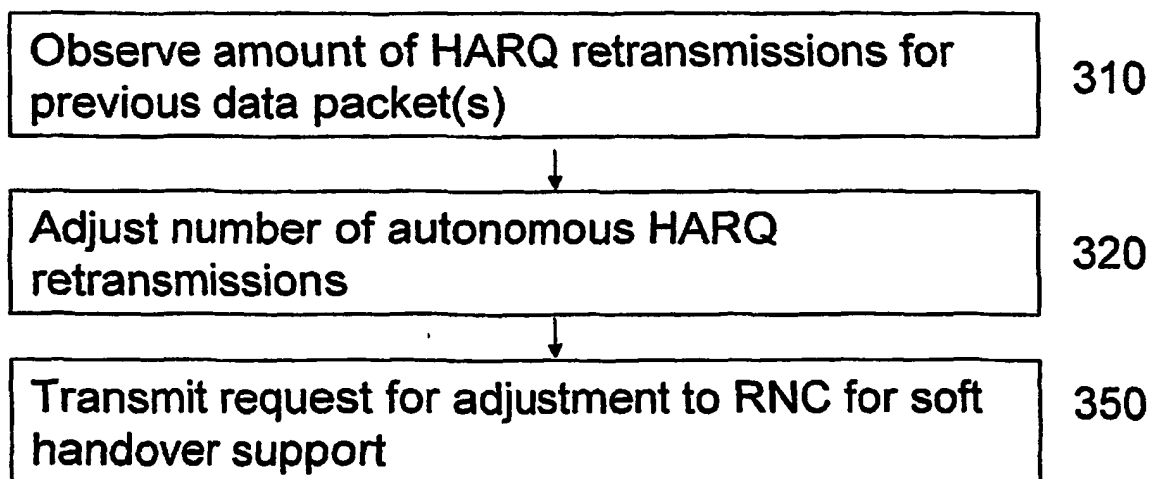 Observe amount of HARQ retransmissions for
previous data packet(s)
310
Adjust number of autonomous HARQ
retransmissions
320
Transmit request for adjustment to RNC for soft
handover support
350